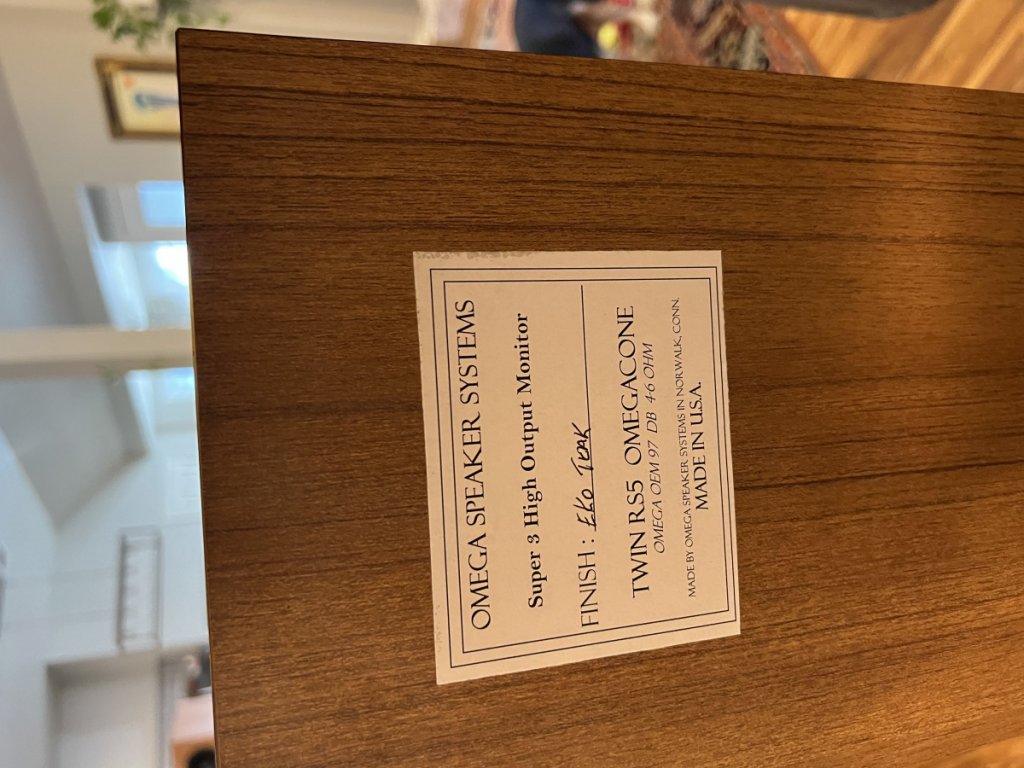 OMEGA SPEAKER SYSTEMS
Super 3 High Output Monitor
FINISH: EKO TEAK
TWIN RS5 OMEGACONE
OMEGA OEM 97 DB 4-6 OHM
MADE BY OMEGA SPEAKER SYSTEMS IN NORWALK, CONN.
MADE IN U.S.A.